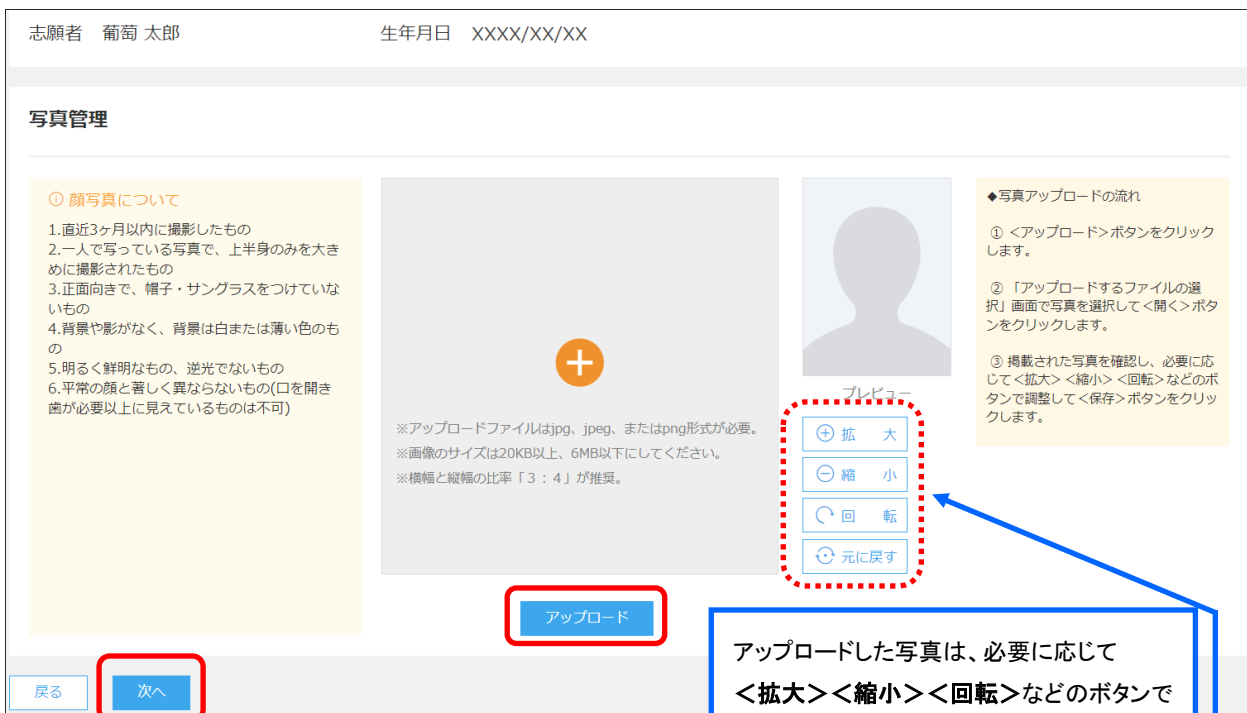 志願者 葡萄 太郎 生年月日 XXXX/XX/XX
写真管理
顔写真について
1.直近3ヶ月以内に撮影したもの
2.一人で写っている写真で、上半身のみを大き
めに撮影されたもの
3.正面向きで、帽子・サングラスをつけていな
いもの
4.背景や影がなく、背景は白または薄い色のも
の
5.明るく鮮明なもの、逆光でないもの
6.平常の顔と著しく異ならないもの(口を開き
歯が必要以上に見えているものは不可)
※アップロードファイルはjpg、jpeg、またはpng形式が必要。
※画像のサイズは20KB以上、6MB以下にしてください。
※横幅と縦幅の比率「3：4」が推奨。
アップロード
プレビュー
拡 大
縮 小
回 転
元に戻す
◆写真アップロードの流れ
① <アップロード>ボタンをクリック
します。
② 「アップロードするファイルの選
択」画面で写真を選択して<開く>ボタ
ンをクリックします。
③ 掲載された写真を確認し、必要に応
じて<拡大> <縮小> <回転>などのボ
タンで調整して<保存>ボタンをクリッ
クします。
アップロードした写真は、必要に応じて
＜拡大＞＜縮小＞＜回転＞などのボタンで
戻る
次へ